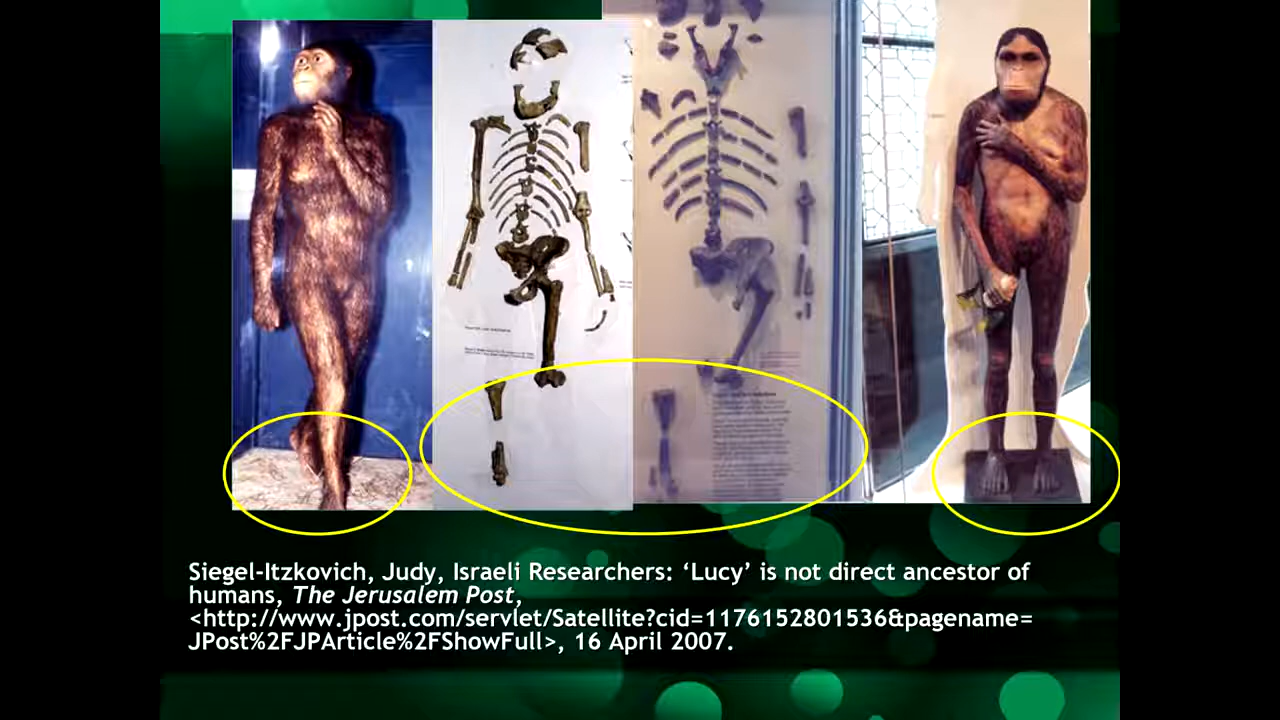 Siegel-Itzkovich, Judy, Israeli Researchers: ‘Lucy’ is not direct ancestor of
humans, The Jerusalem Post,
<http://www.jpost.com/servlet/Satellite?cid=1176152801536&pagename=
JPost%2FJPArticle%2FShowFull>, 16 April 2007.